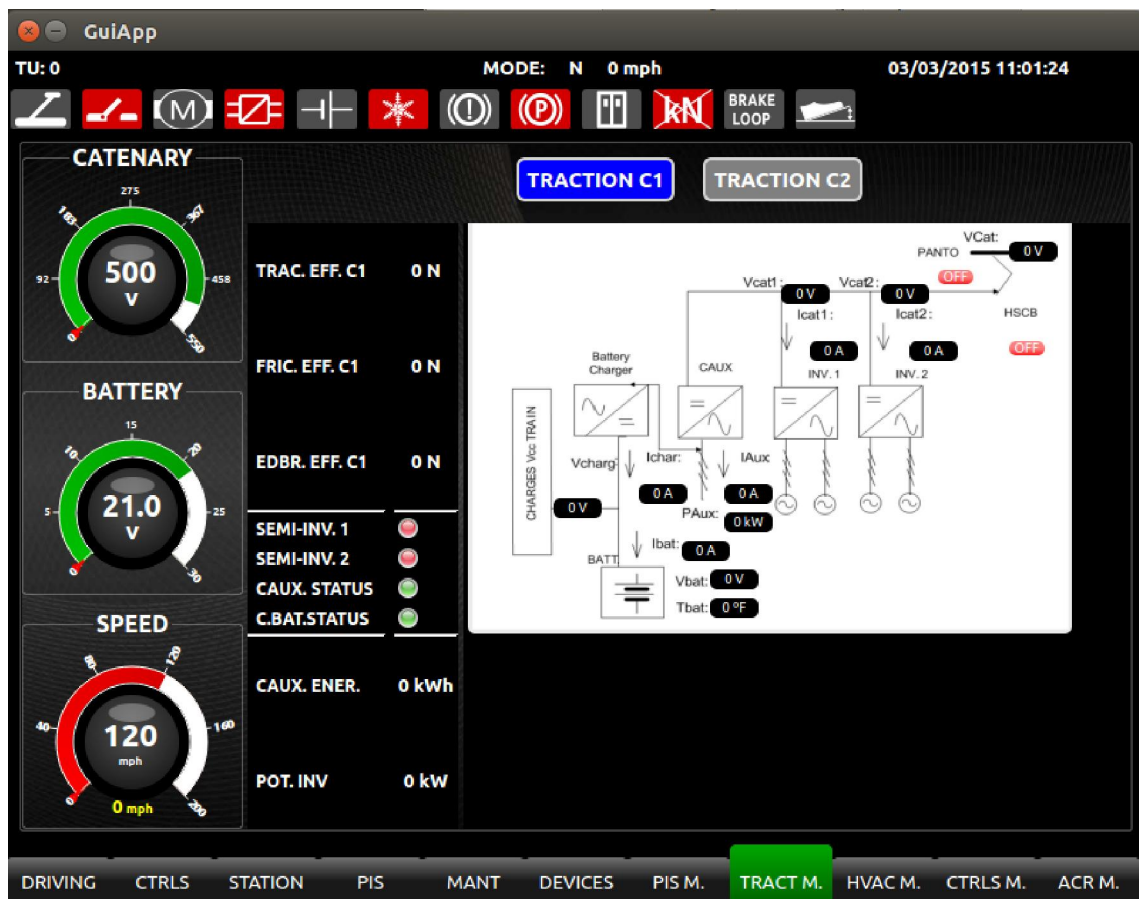 GuiApp
TU: 0 MODE: N 0 mph 03/03/2015 11:01:24
M (!) (P) kN BRAKE LOOP
CATENARY
275
183 367
92 458
500
V
0 550
BATTERY
15
10 20
5 25
21.0
V
0 30
SPEED
80 120
40 160
120
mph
0 200
0 mph
TRACTION C1 TRACTION C2
TRAC. EFF. C1 0 N
FRIC. EFF. C1 0 N
EDBR. EFF. C1 0 N
SEMI-INV. 1
SEMI-INV. 2
CAUX. STATUS
C.BAT.STATUS
CAUX. ENER. 0 kWh
POT. INV 0 kW
VCat: 0 V
PANTO
OFF
Vcat1: 0 V Vcat2: 0 V
Icat1: Icat2: HSCB
0 A 0 A OFF
Battery
Charger
CAUX INV. 1 INV. 2
CHARGES Vcc TRAIN
Vcharg: Ichar: IAux
0 V 0 A 0 A
PAux: 0 kW
Ibat: 0 A
BATT.
Vbat: 0 V
Tbat: 0 ºF
DRIVING CTRLS STATION PIS MANT DEVICES PIS M. TRACT M. HVAC M. CTRLS M. ACR M.